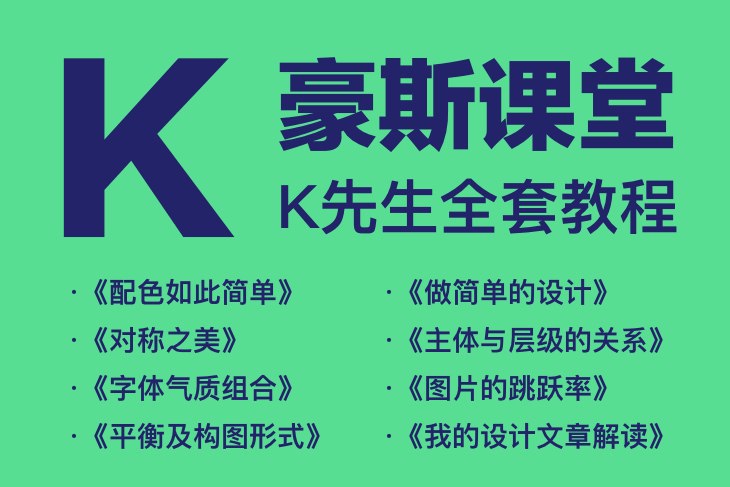 K
豪斯课堂
K先生全套教程
·《配色如此简单》
·《对称之美》
·《字体气质组合》
·《平衡及构图形式》
·《做简单的设计》
·《主体与层级的关系》
·《图片的跳跃率》
·《我的设计文章解读》